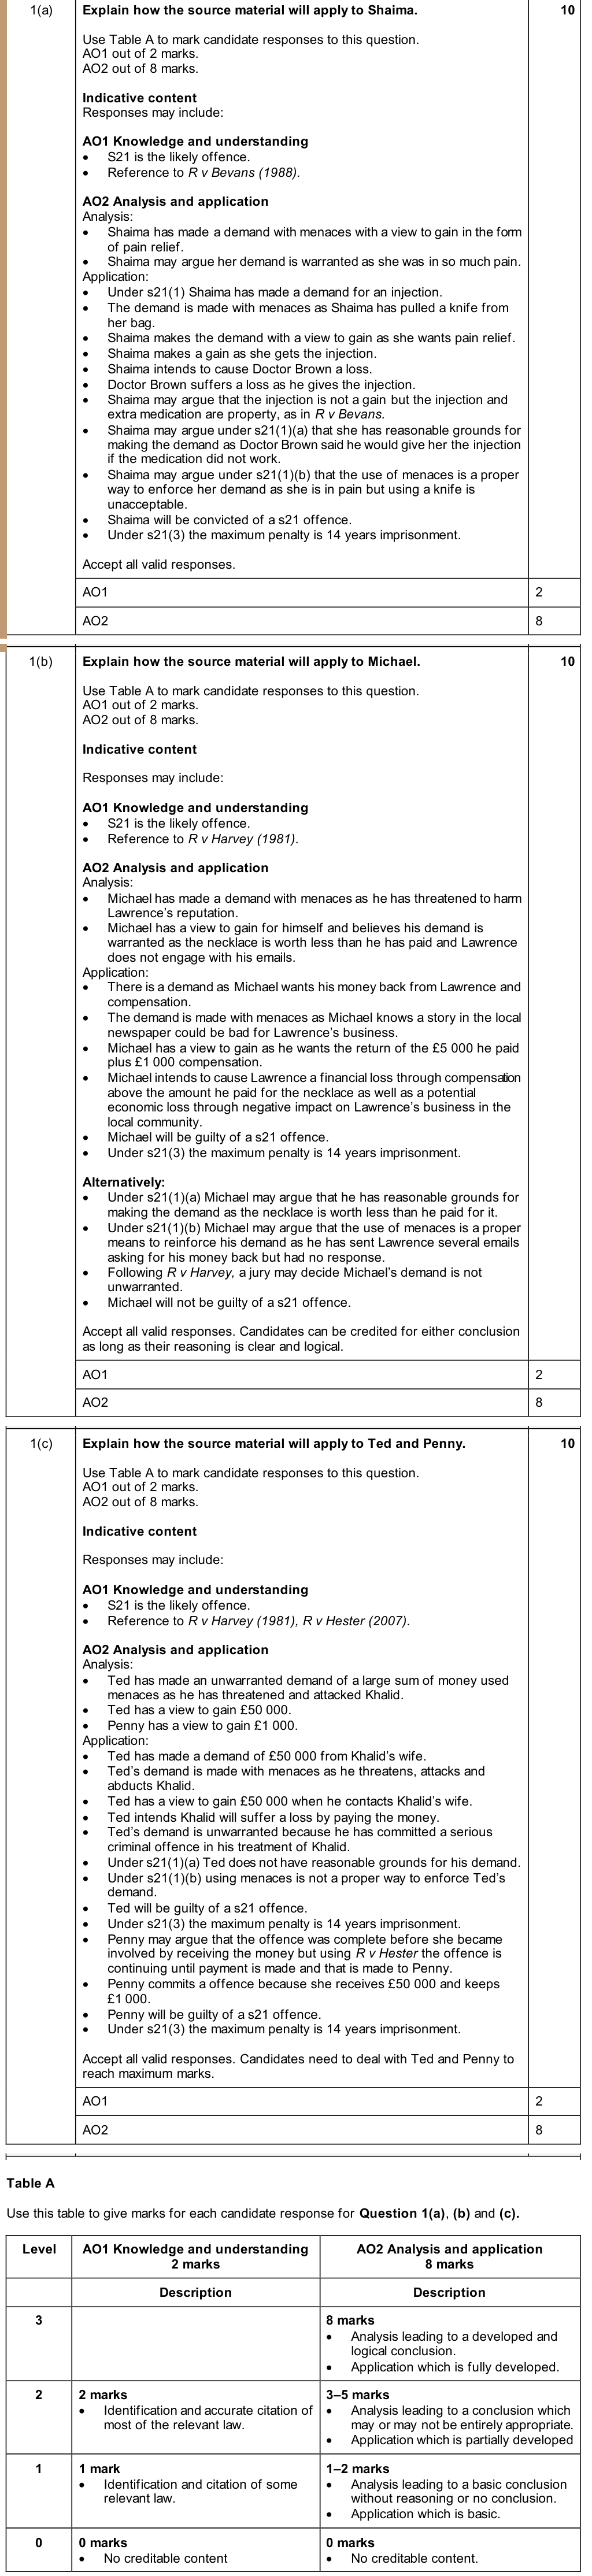 1(a) Explain how the source material will apply to Shaima. 10
Use Table A to mark candidate responses to this question.
AO1 out of 2 marks.
AO2 out of 8 marks.
Indicative content
Responses may include:
AO1 Knowledge and understanding
• S21 is the likely offence.
• Reference to R v Bevans (1988).
AO2 Analysis and application
Analysis:
• Shaima has made a demand with menaces with a view to gain in the form
of pain relief.
• Shaima may argue her demand is warranted as she was in so much pain.
Application:
• Under s21(1) Shaima has made a demand for an injection.
• The demand is made with menaces as Shaima has pulled a knife from
her bag.
• Shaima makes the demand with a view to gain as she wants pain relief.
• Shaima makes a gain as she gets the injection.
• Shaima intends to cause Doctor Brown a loss.
• Doctor Brown suffers a loss as he gives the injection.
• Shaima may argue that the injection is not a gain but the injection and
extra medication are property, as in R v Bevans.
• Shaima may argue under s21(1)(a) that she has reasonable grounds for
making the demand as Doctor Brown said he would give her the injection
if the medication did not work.
• Shaima may argue under s21(1)(b) that the use of menaces is a proper
way to enforce her demand as she is in pain but using a knife is
unacceptable.
• Shaima will be convicted of a s21 offence.
• Under s21(3) the maximum penalty is 14 years imprisonment.
Accept all valid responses.
AO1 2
AO2 8
1(b) Explain how the source material will apply to Michael. 10
Use Table A to mark candidate responses to this question.
AO1 out of 2 marks.
AO2 out of 8 marks.
Indicative content
Responses may include:
AO1 Knowledge and understanding
• S21 is the likely offence.
• Reference to R v Harvey (1981).
AO2 Analysis and application
Analysis:
• Michael has made a demand with menaces as he has threatened to harm
Lawrence's reputation.
• Michael has a view to gain for himself and believes his demand is
warranted as the necklace is worth less than he has paid and Lawrence
does not engage with his emails.
Application:
• There is a demand as Michael wants his money back from Lawrence and
compensation.
• The demand is made with menaces as Michael knows a story in the local
newspaper could be bad for Lawrence's business.
• Michael has a view to gain as he wants the return of the £5 000 he paid
plus £1 000 compensation.
• Michael intends to cause Lawrence a financial loss through compensation
above the amount he paid for the necklace as well as a potential
economic loss through negative impact on Lawrence's business in the
local community.
• Michael will be guilty of a s21 offence.
• Under s21(3) the maximum penalty is 14 years imprisonment.
Alternatively:
• Under s21(1)(a) Michael may argue that he has reasonable grounds for
making the demand as the necklace is worth less than he paid for it.
• Under s21(1)(b) Michael may argue that the use of menaces is a proper
means to reinforce his demand as he has sent Lawrence several emails
asking for his money back but had no response.
• Following R v Harvey, a jury may decide Michael's demand is not
unwarranted.
• Michael will not be guilty of a s21 offence.
Accept all valid responses. Candidates can be credited for either conclusion
as long as their reasoning is clear and logical.
AO1 2
AO2 8
1(c) Explain how the source material will apply to Ted and Penny. 10
Use Table A to mark candidate responses to this question.
AO1 out of 2 marks.
AO2 out of 8 marks.
Indicative content
Responses may include:
AO1 Knowledge and understanding
• S21 is the likely offence.
• Reference to R v Harvey (1981), R v Hester (2007).
AO2 Analysis and application
Analysis:
• Ted has made an unwarranted demand of a large sum of money used
menaces as he has threatened and attacked Khalid.
• Ted has a view to gain £50 000.
• Penny has a view to gain £1 000.
Application:
• Ted has made a demand of £50 000 from Khalid's wife.
• Ted's demand is made with menaces as he threatens, attacks and
abducts Khalid.
• Ted has a view to gain £50 000 when he contacts Khalid's wife.
• Ted intends Khalid will suffer a loss by paying the money.
• Ted's demand is unwarranted because he has committed a serious
criminal offence in his treatment of Khalid.
• Under s21(1)(a) Ted does not have reasonable grounds for his demand.
• Under s21(1)(b) using menaces is not a proper way to enforce Ted's
demand.
• Ted will be guilty of a s21 offence.
• Under s21(3) the maximum penalty is 14 years imprisonment.
• Penny may argue that the offence was complete before she became
involved by receiving the money but using R v Hester the offence is
continuing until payment is made and that is made to Penny.
• Penny commits a offence because she receives £50 000 and keeps
£1 000.
• Penny will be guilty of a s21 offence.
• Under s21(3) the maximum penalty is 14 years imprisonment.
Accept all valid responses. Candidates need to deal with Ted and Penny to
reach maximum marks.
AO1 2
AO2 8
Table A
Use this table to give marks for each candidate response for Question 1(a), (b) and (c).
Level AO1 Knowledge and understanding AO2 Analysis and application
2 marks 8 marks
Description Description
3 8 marks
• Analysis leading to a developed and
logical conclusion.
• Application which is fully developed.
2 2 marks 3–5 marks
• Identification and accurate citation of • Analysis leading to a conclusion which
most of the relevant law. may or may not be entirely appropriate.
• Application which is partially developed
1 1 mark 1–2 marks
• Identification and citation of some • Analysis leading to a basic conclusion
relevant law. without reasoning or no conclusion.
• Application which is basic.
0 0 marks 0 marks
• No creditable content • No creditable content.